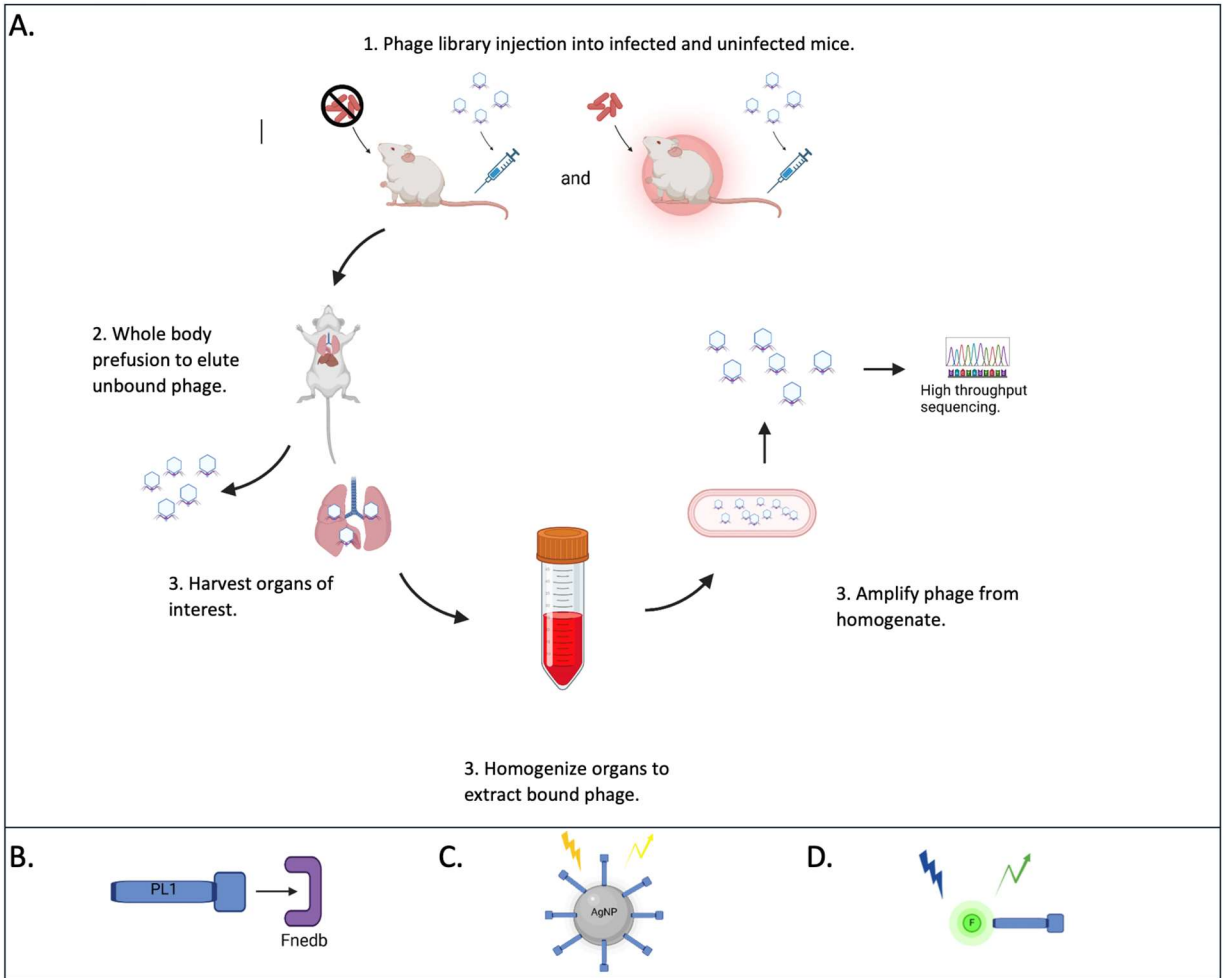 A.
1. Phage library injection into infected and uninfected mice.
and
2. Whole body
prefusion to elute
unbound phage.
High throughput
sequencing.
3. Harvest organs of
interest.
3. Amplify phage from
homogenate.
3. Homogenize organs to
extract bound phage.
B.
PL1
Fnedb
C.
AgNP
D.
F